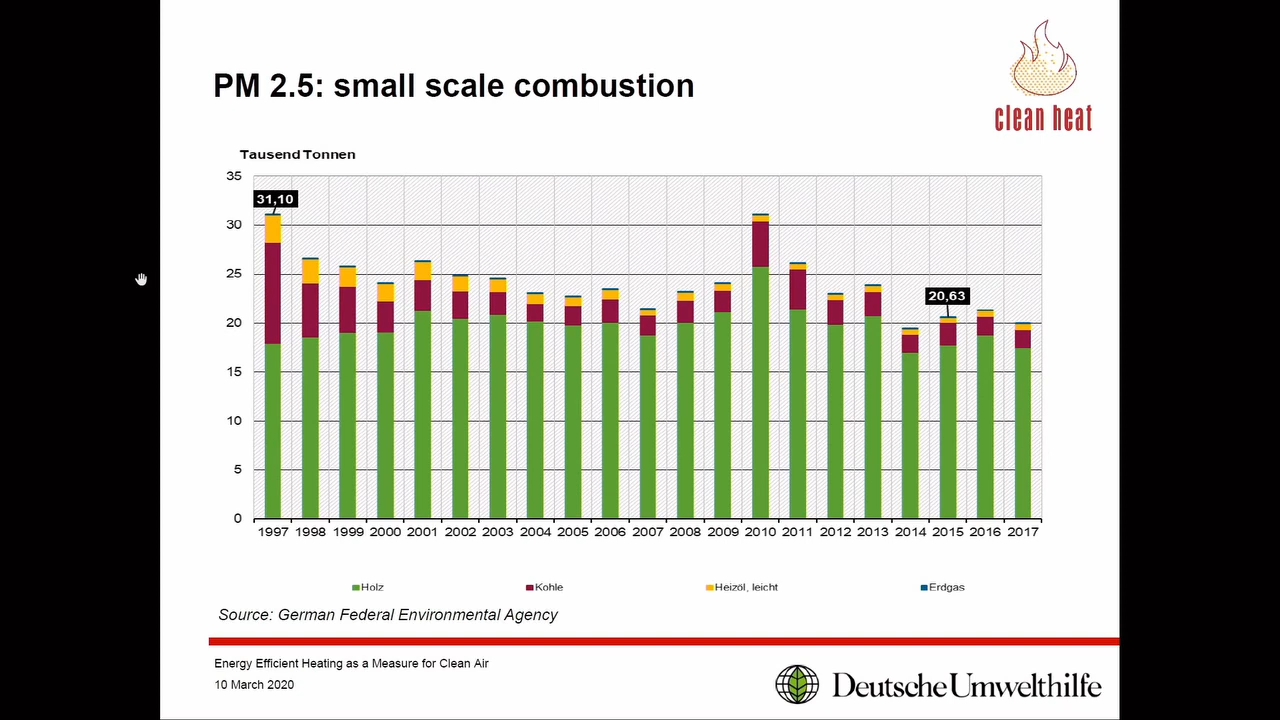 PM 2.5: small scale combustion
clean heat
Tausend Tonnen
35
30
25
20
15
10
5
0
31,10
20,63
1997 1998 1999 2000 2001 2002 2003 2004 2005 2006 2007 2008 2009 2010 2011 2012 2013 2014 2015 2016 2017
Holz Kohle Heizöl, leicht Erdgas
Source: German Federal Environmental Agency
Energy Efficient Heating as a Measure for Clean Air
10 March 2020
Deutsche Umwelthilfe